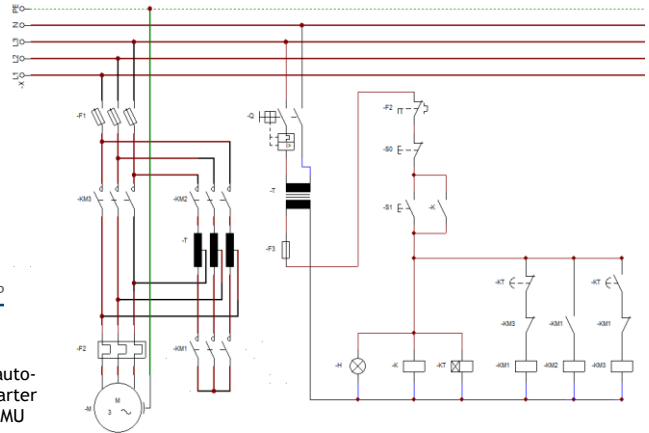 PE
N
L3
L2
L1
-X
-F1
-Q
-F2
-S0
-KM3
-KM2
-T
-S1
-K
-T
-F3
-KT
-KT
-KM3
-KM1
-KM1
-F2
-KM1
-H
-K
-KT
-KM1
-KM2
-KM3
-M
M
3
auto-
arter
MU